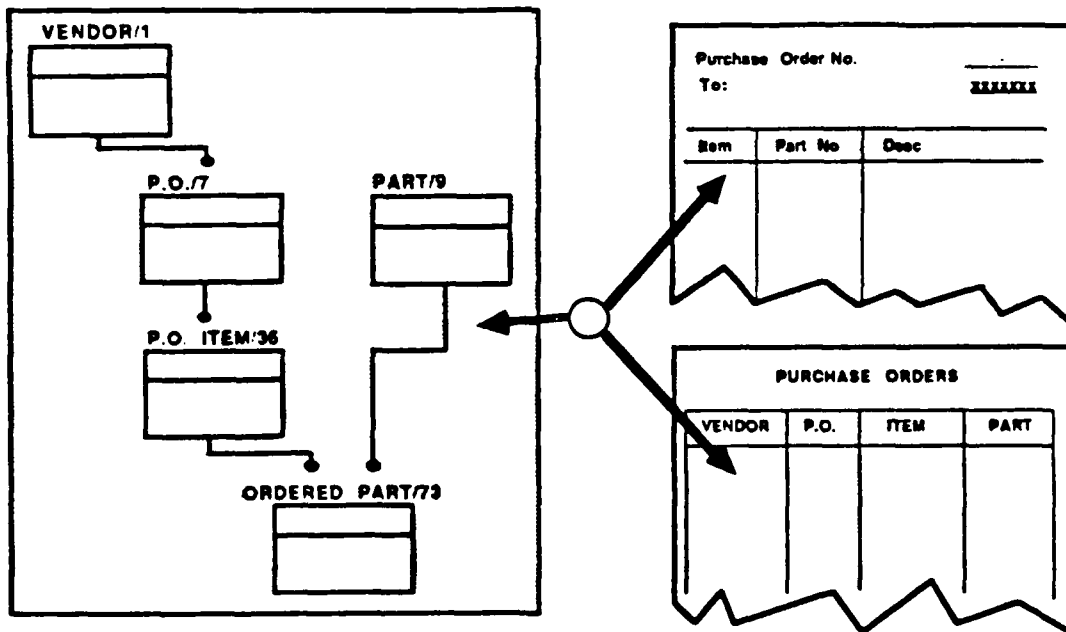 VENDOR/1
P.O./7
PART/9
P.O. ITEM/36
ORDERED PART/73
Purchase Order No.
To: XXXXXXX
Item Part No Desc
PURCHASE ORDERS
VENDOR P.O. ITEM PART